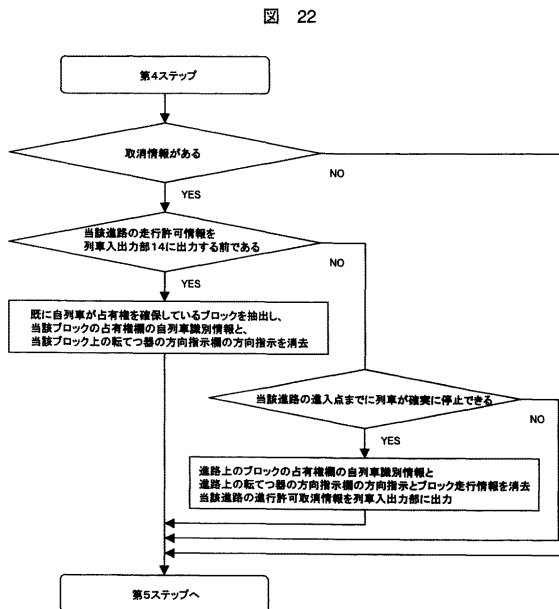 図 22
第4ステップ
取消情報がある
NO
YES
当該進路の走行許可情報を
列車入出力部14に出力する前である
NO
YES
既に自列車が占有権を確保しているブロックを抽出し、
当該ブロックの占有権欄の自列車識別情報と、
当該ブロック上の転てつ器の方向指示欄の方向指示を消去
当該進路の進入点までに列車が確実に停止できる
NO
YES
進路上のブロックの占有権欄の自列車識別情報と
進路上の転てつ器の方向指示欄の方向指示とブロック走行情報を消去
当該進路の進行許可取消情報を列車入出力部に出力
第5ステップへ